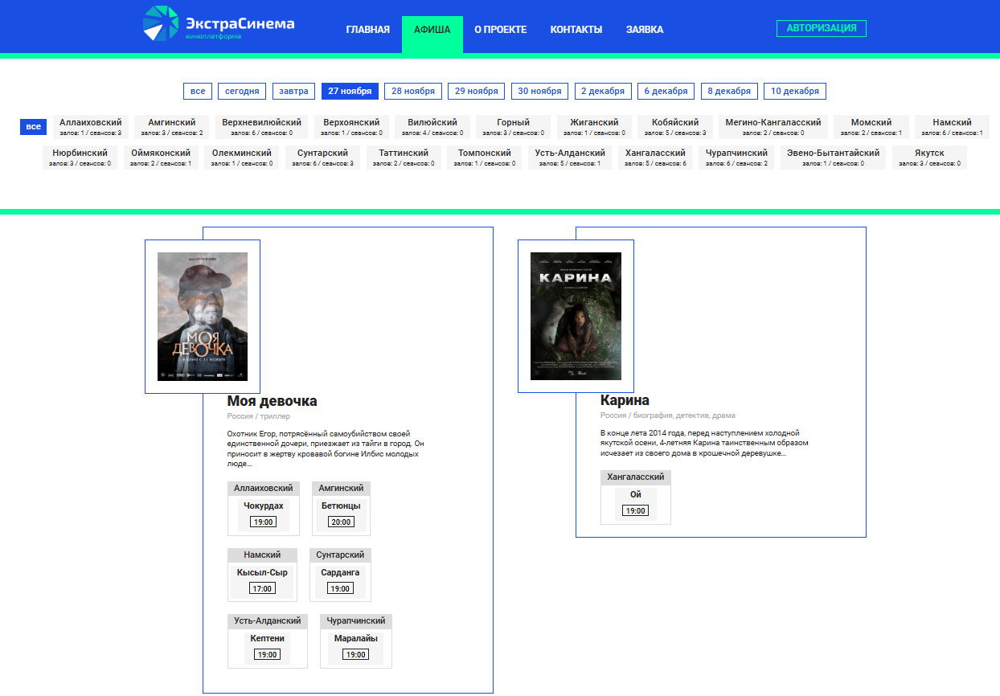 ЭкстраСинема
киноплатформа
ГЛАВНАЯ АФИША О ПРОЕКТЕ КОНТАКТЫ ЗАЯВКА
АВТОРИЗАЦИЯ
все сегодня завтра 27 ноября 28 ноября 29 ноября 30 ноября 2 декабря 6 декабря 8 декабря 10 декабря
все
Аллаиховский Амгинский Верхневилюйский Верхоянский Вилюйский Горный Жиганский Кобяйский Мегино-Кангаласский Момский Намский
залов: 1 / сеансов: 3 залов: 3 / сеансов: 2 залов: 6 / сеансов: 0 залов: 1 / сеансов: 0 залов: 4 / сеансов: 0 залов: 3 / сеансов: 0 залов: 1 / сеансов: 0 залов: 5 / сеансов: 3 залов: 2 / сеансов: 0 залов: 2 / сеансов: 1 залов: 6 / сеансов: 1
Нюрбинский Оймяконский Олекминский Сунтарский Таттинский Томпонский Усть-Алданский Хангаласский Чурапчинский Эвено-Бытантайский Якутск
залов: 3 / сеансов: 0 залов: 2 / сеансов: 1 залов: 1 / сеансов: 0 залов: 6 / сеансов: 3 залов: 2 / сеансов: 0 залов: 1 / сеансов: 0 залов: 5 / сеансов: 1 залов: 5 / сеансов: 6 залов: 6 / сеансов: 2 залов: 1 / сеансов: 0 залов: 3 / сеансов: 0
МОЯ
ДЕВОЧКА
В КИНО С 21 НОЯБРЯ
Моя девочка
Россия / триллер
Охотник Егор, потрясённый самоубийством своей
единственной дочери, приезжает из тайги в город. Он
приносит в жертву кровавой богине Илбис молодых
люде...
Аллаиховский Амгинский
Чокурдах Бетюнцы
19:00 20:00
Намский Сунтарский
Кысыл-Сыр Сарданга
17:00 19:00
Усть-Алданский Чурапчинский
Кептени Маралайы
19:00 19:00
КАРИНА
Карина
Россия / биография, детектив, драма
В конце лета 2014 года, перед наступлением холодной
якутской осени, 4-летняя Карина таинственным образом
исчезает из своего дома в крошечной деревушке...
Хангаласский
Ой
19:00